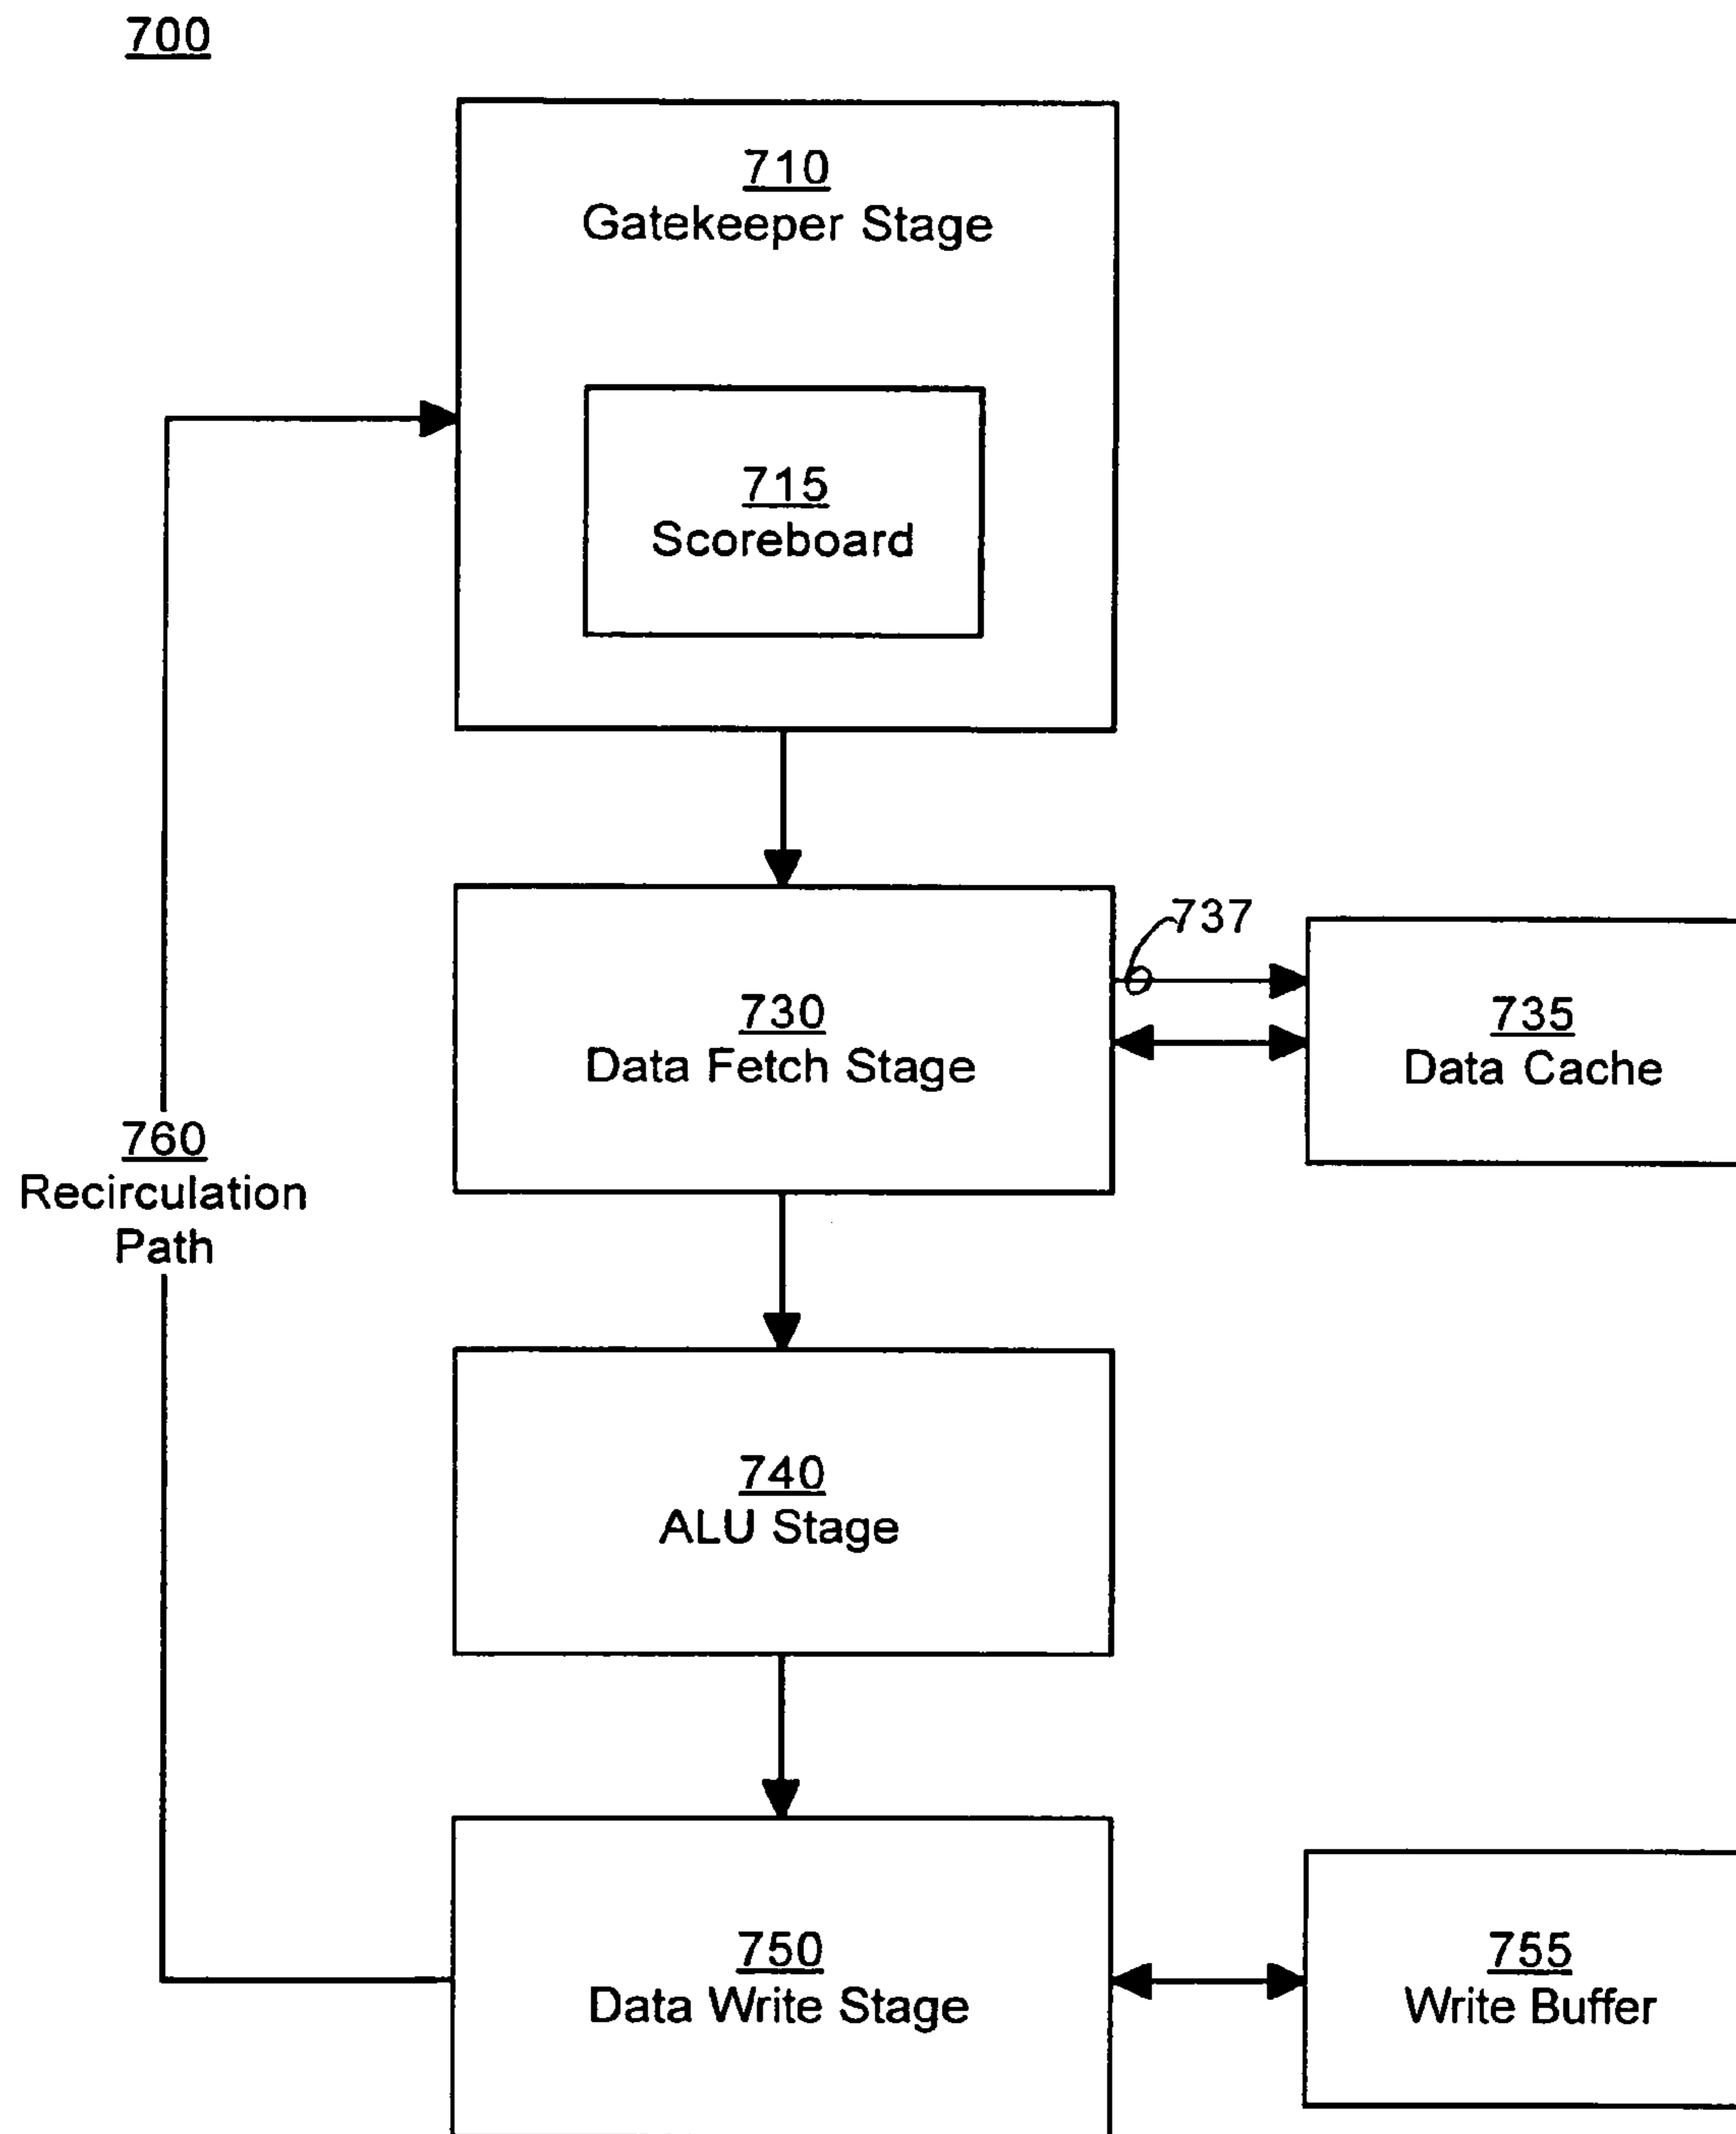 700
710
Gatekeeper Stage
715
Scoreboard
737
730
Data Fetch Stage
735
Data Cache
760
Recirculation
Path
740
ALU Stage
750
Data Write Stage
755
Write Buffer